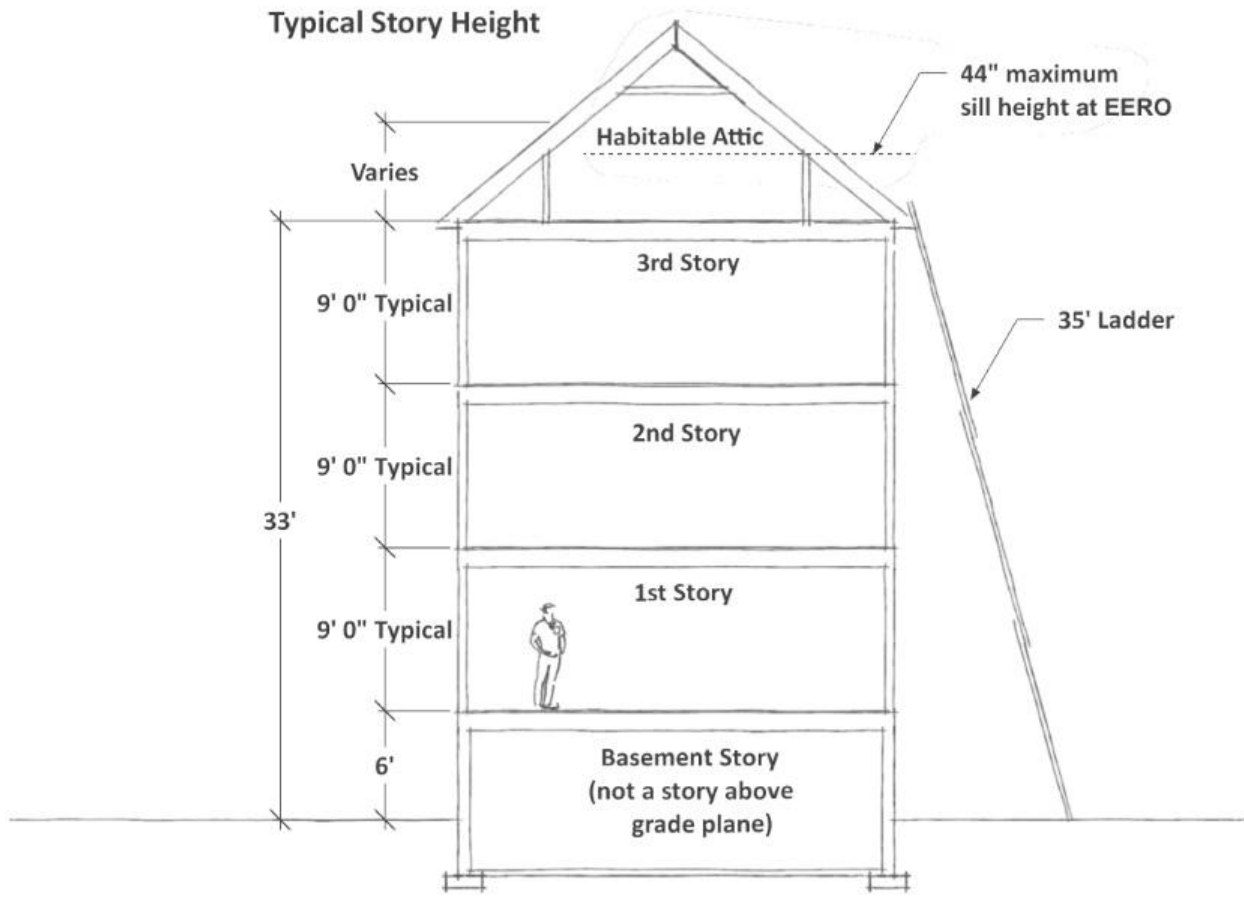 Typical Story Height
44" maximum
sill height at EERO
Habitable Attic
Varies
3rd Story
9' 0" Typical
35' Ladder
2nd Story
9' 0" Typical
33'
1st Story
9' 0" Typical
6'
Basement Story
(not a story above
grade plane)